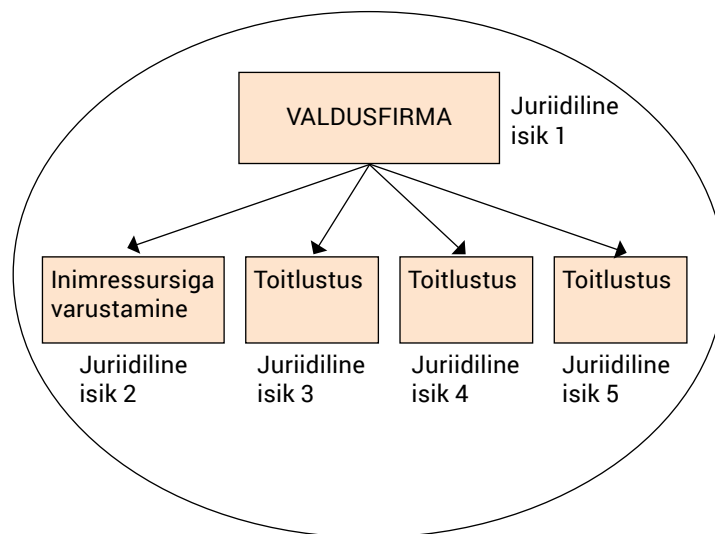 VALDUSFIRMA
Juriidiline
isik 1
Inimressursiga
varustamine
Toitlustus
Toitlustus
Toitlustus
Juriidiline
isik 2
Juriidiline
isik 3
Juriidiline
isik 4
Juriidiline
isik 5